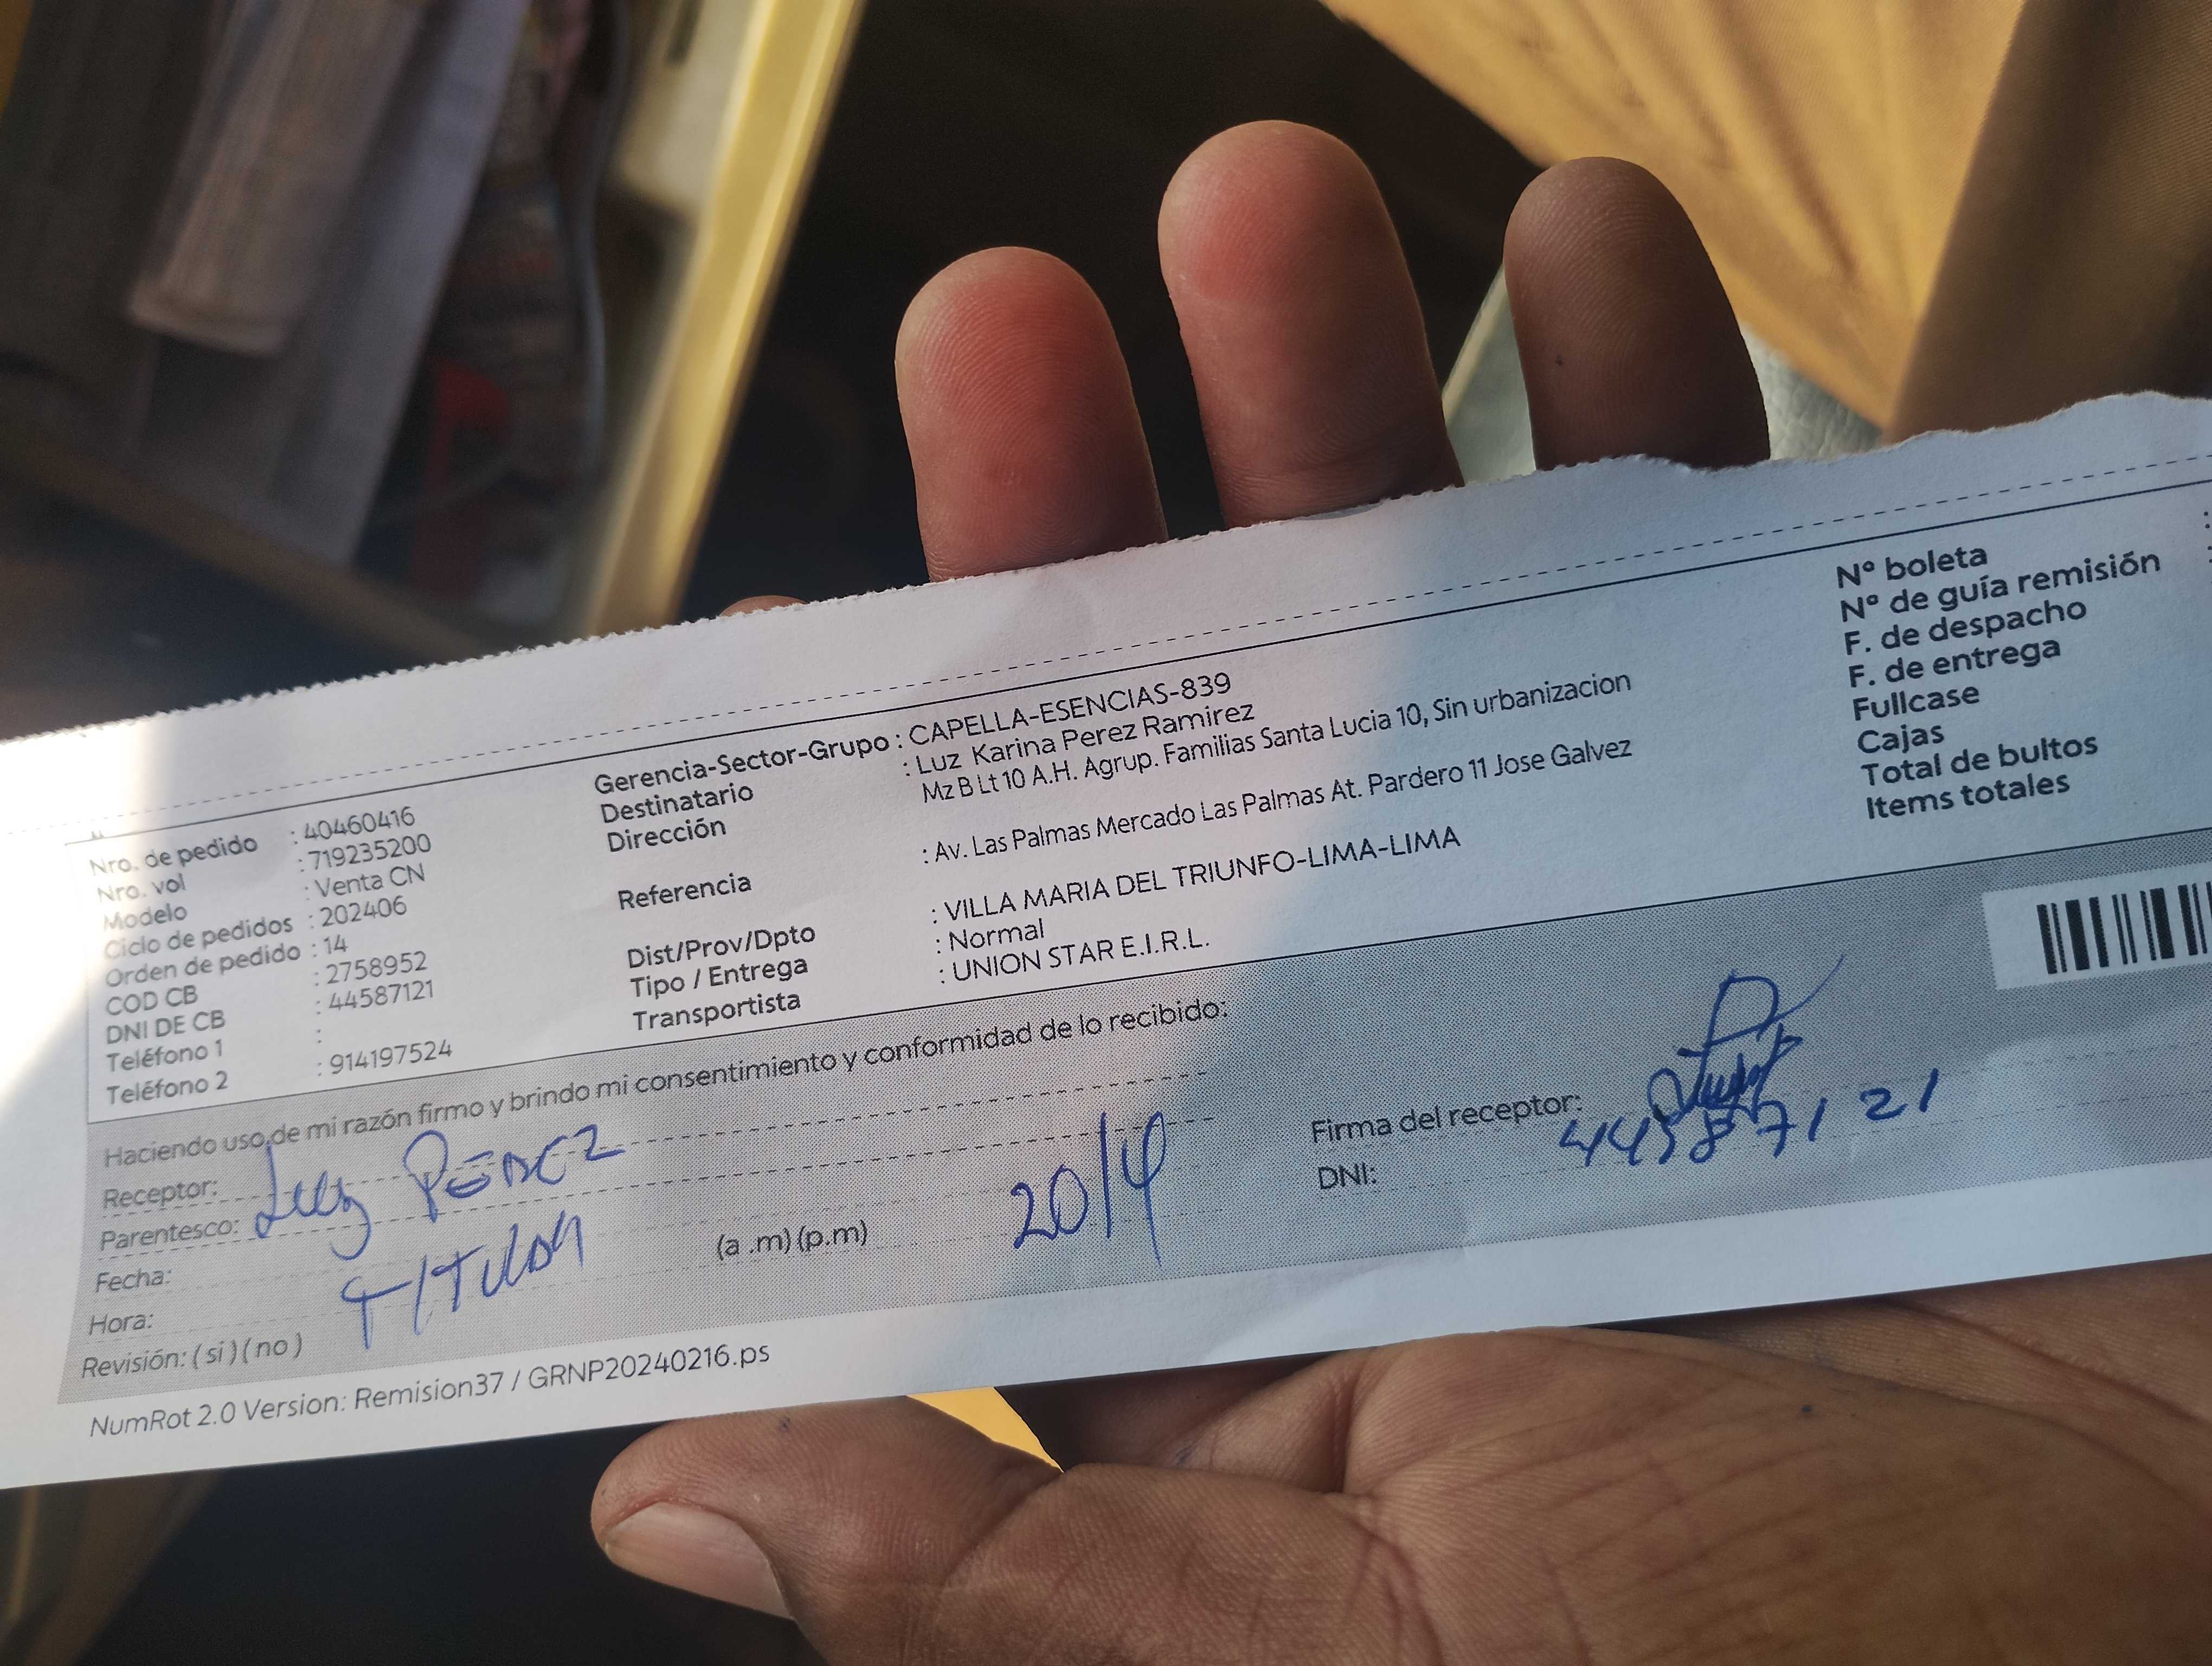 Nro. de pedido : 40460416
Nro. vol : 719235200
Modelo : Venta CN
Ciclo de pedidos : 202406
Orden de pedido : 14
COD CB : 2758952
DNI DE CB : 44587121
Teléfono 1 :
Teléfono 2 : 914197524
Gerencia-Sector-Grupo : CAPELLA-ESENCIAS-839
Destinatario : Luz Karina Perez Ramirez
Dirección Mz B Lt 10 A.H. Agrup. Familias Santa Lucia 10, Sin urbanizacion
Referencia : Av. Las Palmas Mercado Las Palmas At. Pardero 11 Jose Galvez
Dist/Prov/Dpto : VILLA MARIA DEL TRIUNFO-LIMA-LIMA
Tipo / Entrega : Normal
Transportista : UNION STAR E.I.R.L.
Nº boleta :
Nº de guía remisión :
F. de despacho
F. de entrega
Fullcase
Cajas
Total de bultos
Items totales
Haciendo uso de mi razón firmo y brindo mi consentimiento y conformidad de lo recibido:
Receptor: Luz Pérez
Parentesco:
Fecha: TITULAR
Hora: (a .m) (p.m) 20/4
Revisión: ( si ) ( no )
Firma del receptor:
DNI: 44587121
NumRot 2.0 Version: Remision37 / GRNP20240216.ps